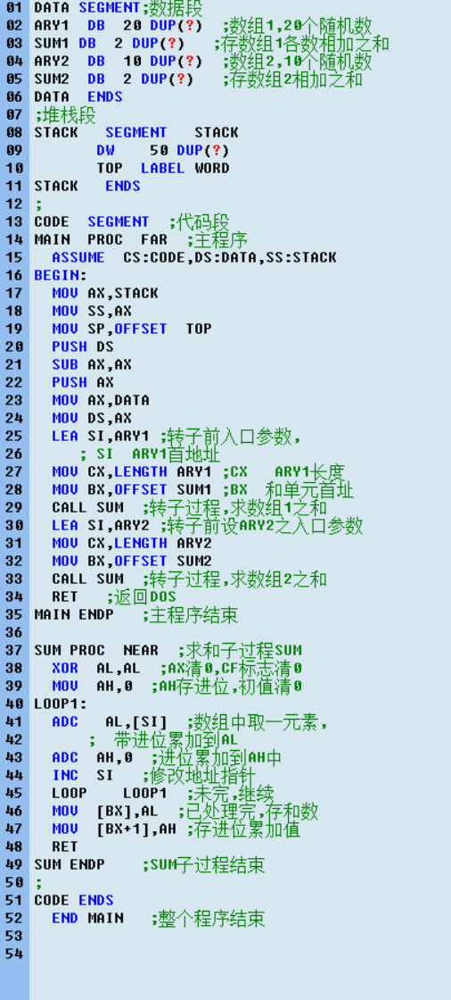 01 DATA SEGMENT;数据段
02 ARY1  DB  20 DUP(?)  ;数组1,20个随机数
03 SUM1 DB  2 DUP(?)   ;存数组1各数相加之和
04 ARY2  DB  10 DUP(?)  ;数组2,10个随机数
05 SUM2  DB  2 DUP(?)   ;存数组2相加之和
06 DATA  ENDS
07 ;堆栈段
08 STACK   SEGMENT   STACK
09        DW    50 DUP(?)
10        TOP  LABEL WORD
11 STACK   ENDS
12 ;
13 CODE  SEGMENT  ;代码段
14 MAIN  PROC  FAR  ;主程序
15   ASSUME  CS:CODE,DS:DATA,SS:STACK
16 BEGIN:
17   MOV AX,STACK
18   MOV SS,AX
19   MOV SP,OFFSET  TOP
20   PUSH DS
21   SUB AX,AX
22   PUSH AX
23   MOV AX,DATA
24   MOV DS,AX
25   LEA SI,ARY1 ;转子前入口参数,
26      ; SI  ARY1首地址
27   MOV CX,LENGTH ARY1 ;CX   ARY1长度
28   MOV BX,OFFSET SUM1 ;BX  和单元首址
29   CALL SUM  ;转子过程,求数组1之和
30   LEA SI,ARY2 ;转子前设ARY2之入口参数
31   MOV CX,LENGTH ARY2
32   MOV BX,OFFSET SUM2
33   CALL SUM  ;转子过程,求数组2之和
34   RET   ;返回DOS
35 MAIN ENDP   ;主程序结束
36
37 SUM PROC  NEAR  ;求和子过程SUM
38   XOR  AL,AL  ;AX清0,CF标志清0
39   MOV  AH,0  ;AH存进位,初值清0
40 LOOP1:
41   ADC   AL,[SI]  ;数组中取一元素,
42       ;  带进位累加到AL
43   ADC  AH,0  ;进位累加到AH中
44   INC  SI   ;修改地址指针
45   LOOP    LOOP1  ;未完,继续
46   MOV  [BX],AL  ;已处理完,存和数
47   MOV  [BX+1],AH ;存进位累加值
48   RET
49 SUM ENDP    ;SUM子过程结束
50 ;
51 CODE ENDS
52   END MAIN   ;整个程序结束
53
54